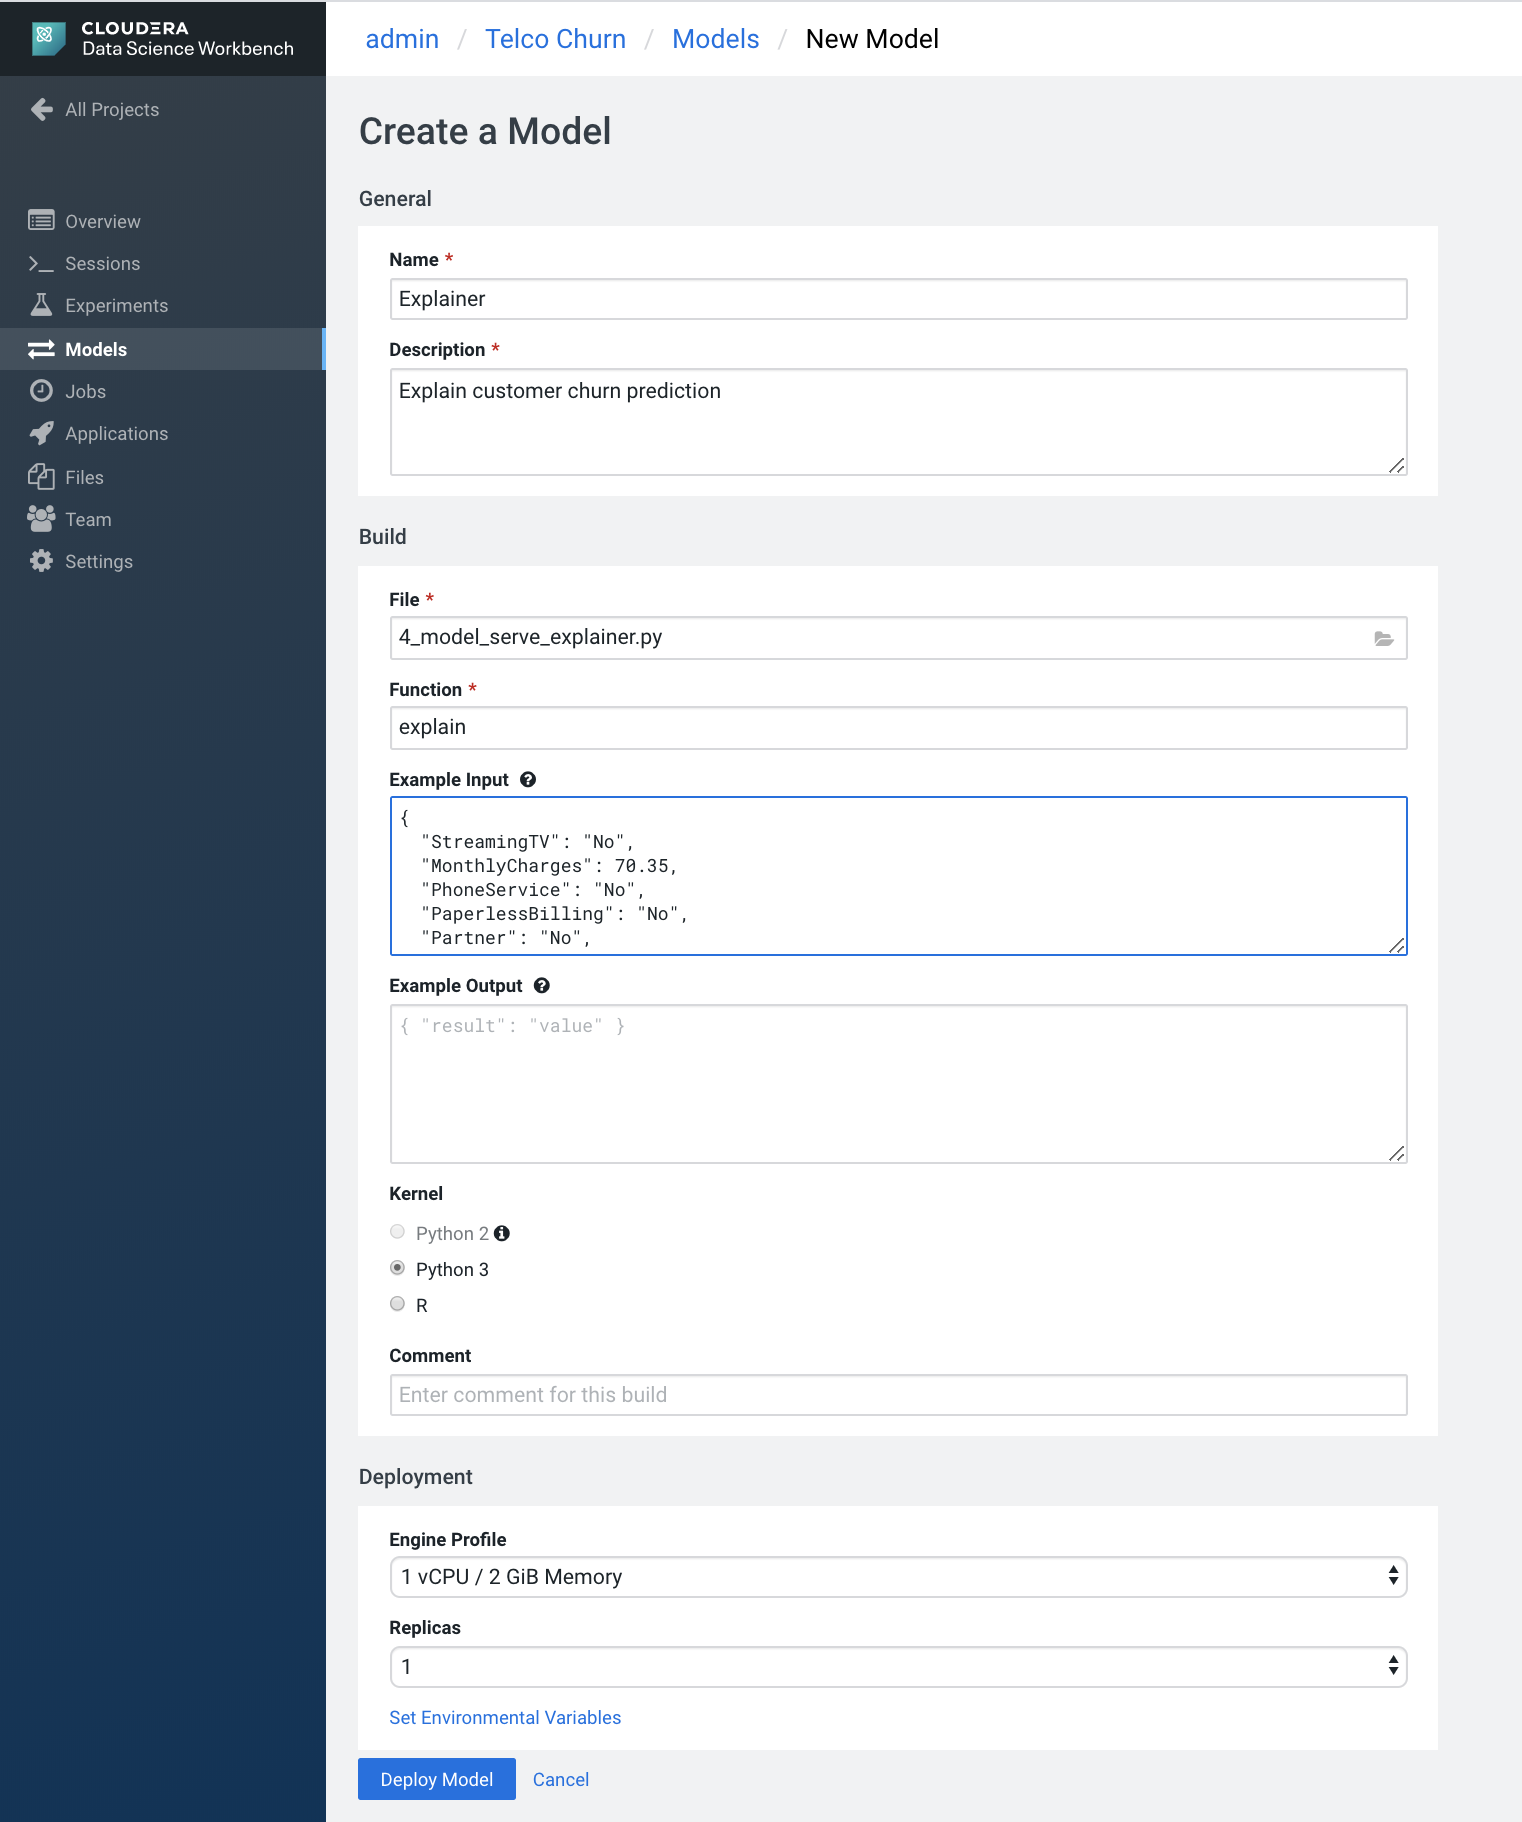 CLOUDERA
Data Science Workbench
admin / Telco Churn / Models / New Model
All Projects
Overview
Sessions
Experiments
Models
Jobs
Applications
Files
Team
Settings
Create a Model
General
Name *
Explainer
Description *
Explain customer churn prediction
Build
File *
4_model_serve_explainer.py
Function *
explain
Example Input ?
{
"StreamingTV": "No",
"MonthlyCharges": 70.35,
"PhoneService": "No",
"PaperlessBilling": "No",
"Partner": "No",
Example Output ?
{ "result": "value" }
Kernel
Python 2 i
Python 3
R
Comment
Enter comment for this build
Deployment
Engine Profile
1 vCPU / 2 GiB Memory
Replicas
1
Set Environmental Variables
Deploy Model
Cancel